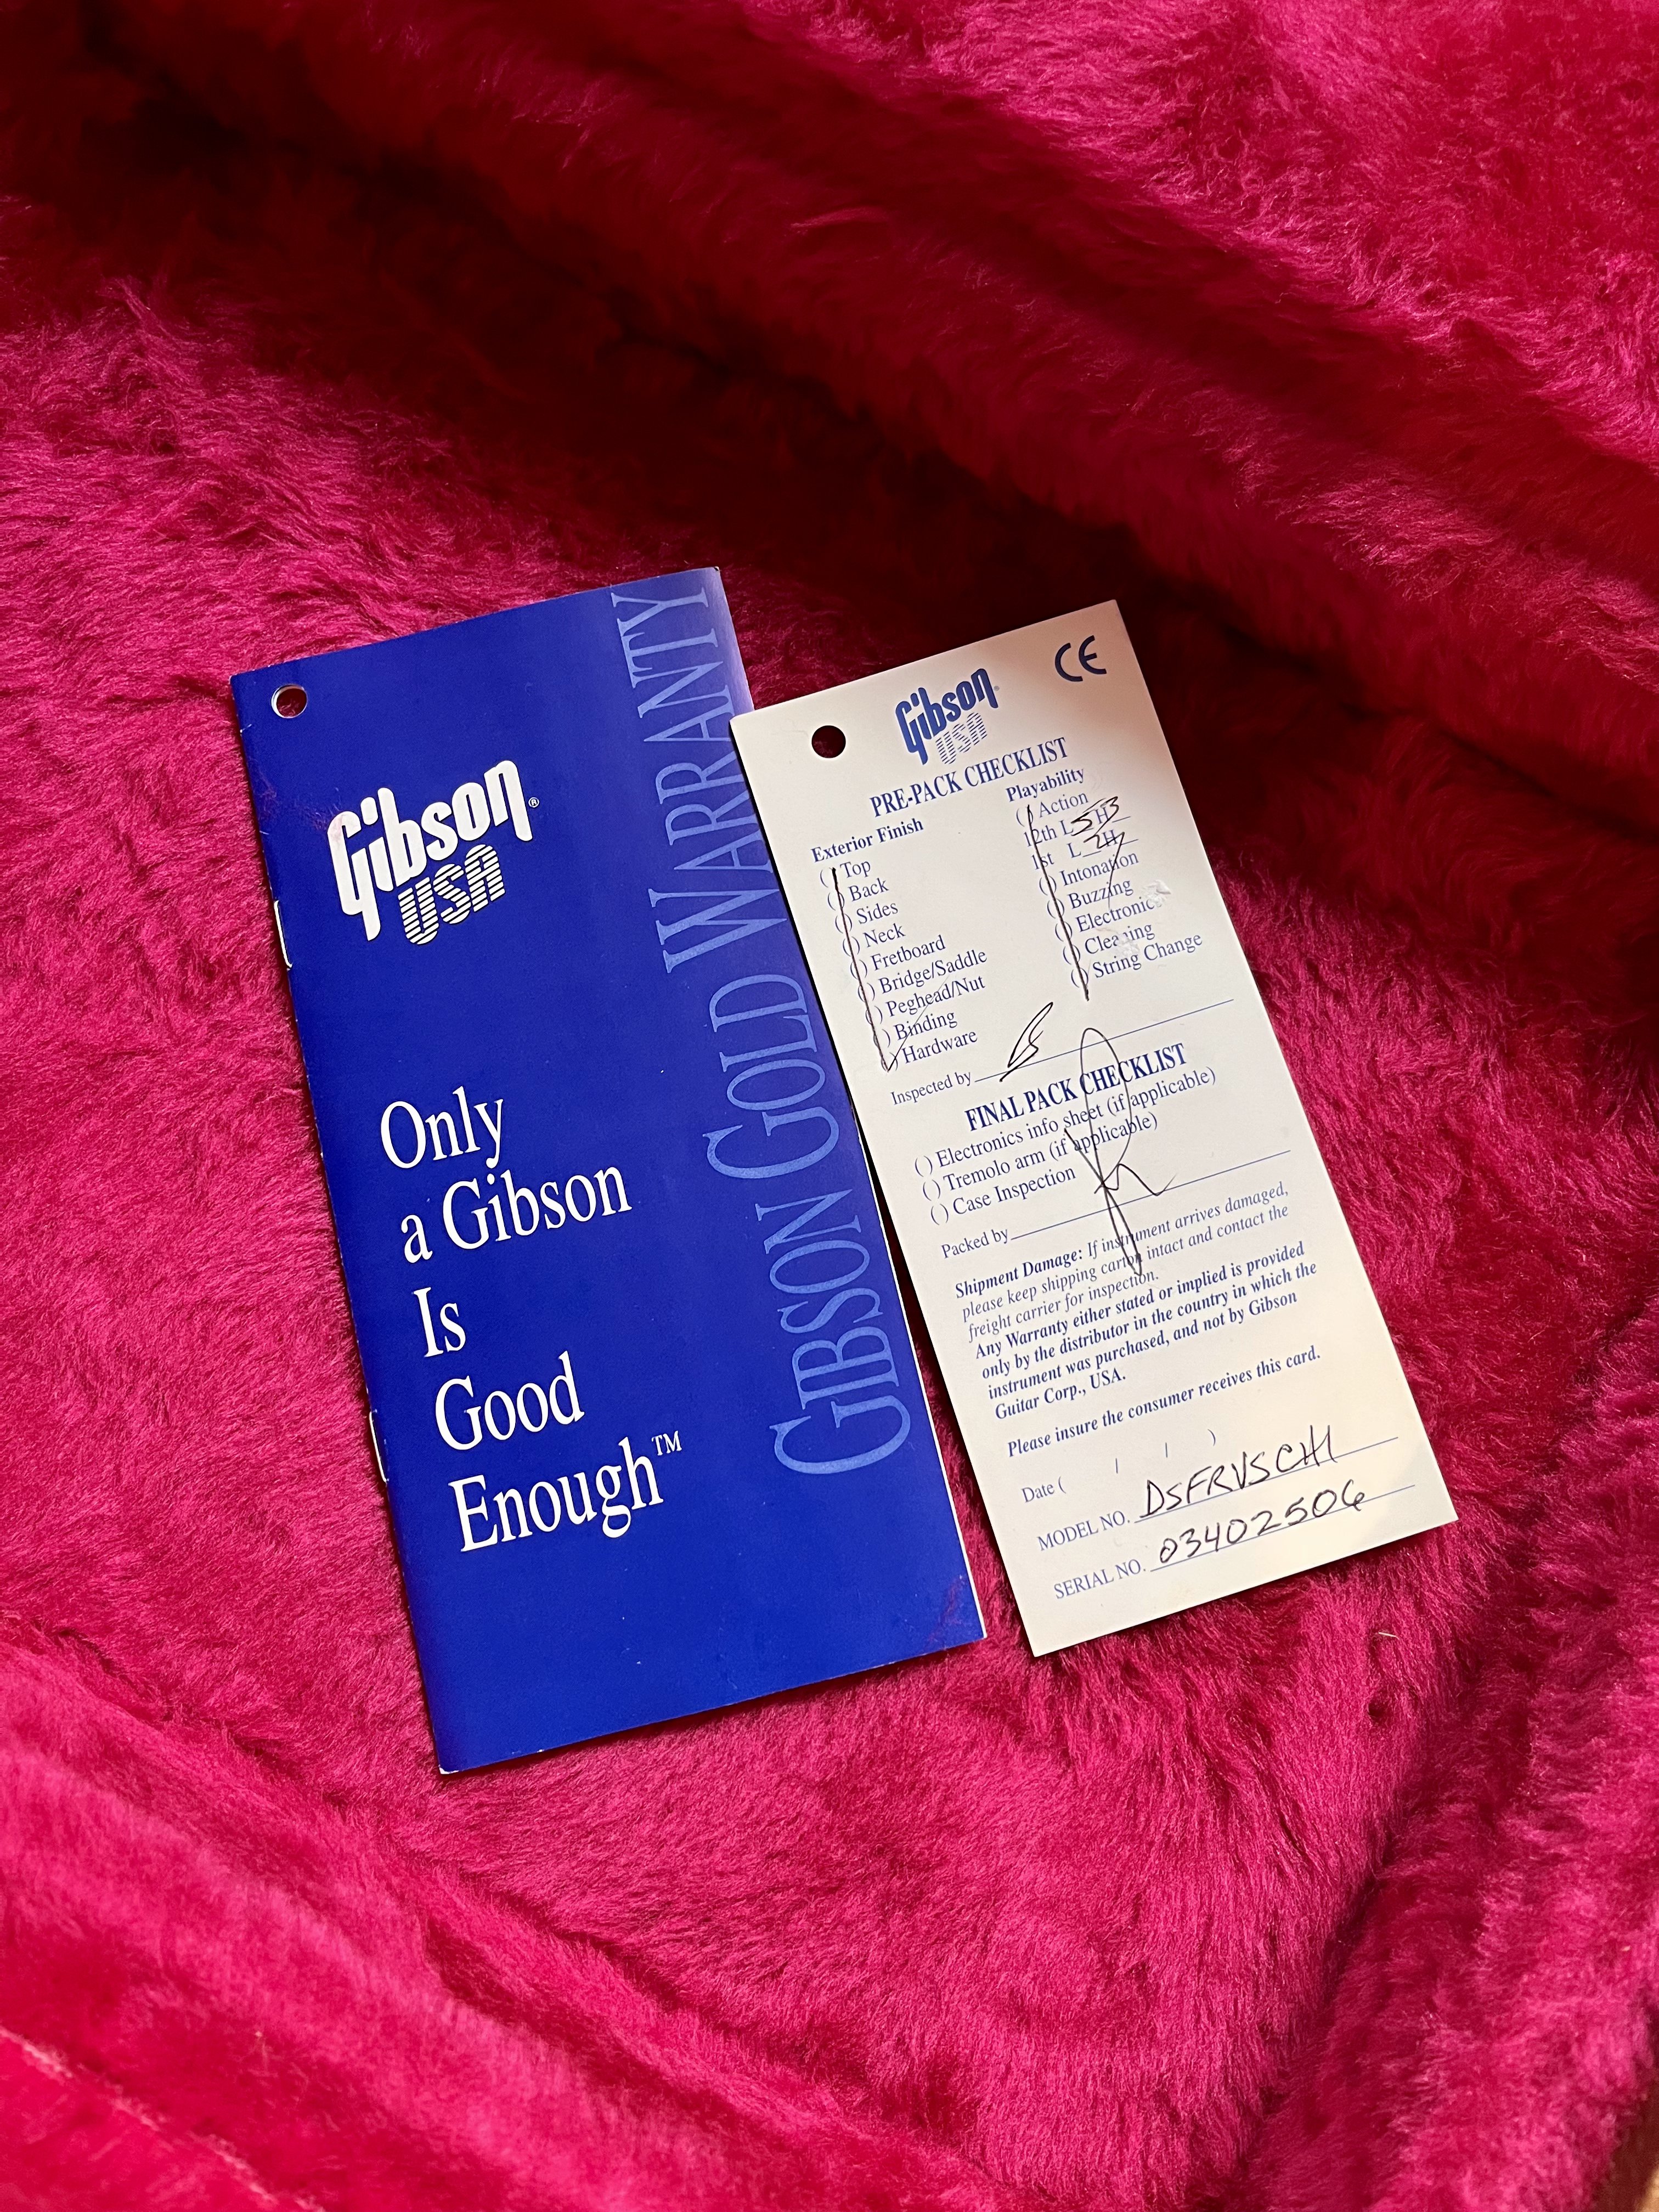 Gibson®
USA
GIBSON GOLD WARRANTY
Only
a Gibson
Is
Good
Enough™
CE
Gibson
USA
PRE-PACK CHECKLIST
Exterior Finish
( ) Top
( ) Back
( ) Sides
( ) Neck
( ) Fretboard
( ) Bridge/Saddle
( ) Peghead/Nut
( ) Binding
( ) Hardware
Playability
( ) Action
12th L 5 H 3
1st L 2 H
( ) Intonation
( ) Buzzing
( ) Electronics
( ) Cleaning
( ) String Change
Inspected by
FINAL PACK CHECKLIST
( ) Electronics info sheet (if applicable)
( ) Tremolo arm (if applicable)
( ) Case Inspection
Packed by
Shipment Damage: If instrument arrives damaged,
please keep shipping carton intact and contact the
freight carrier for inspection.
Any Warranty either stated or implied is provided
only by the distributor in the country in which the
instrument was purchased, and not by Gibson
Guitar Corp., USA.
Please insure the consumer receives this card.
Date ( / / )
MODEL NO. DSFRVSCH1
SERIAL NO. 03402506